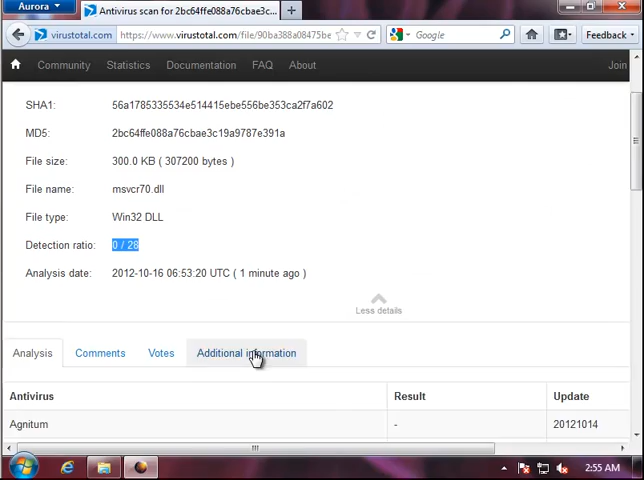 Aurora
Antivirus scan for 2bc64ffe088a76cbae3c...
virustotal.com
https://www.virustotal.com/file/90ba388a08475be
Google
Feedback
Community
Statistics
Documentation
FAQ
About
Join
SHA1: 56a1785335534e514415ebe556be353ca2f7a602
MD5: 2bc64ffe088a76cbae3c19a9787e391a
File size: 300.0 KB ( 307200 bytes )
File name: msvcr70.dll
File type: Win32 DLL
Detection ratio: 0 / 28
Analysis date: 2012-10-16 06:53:20 UTC ( 1 minute ago )
Less details
Analysis
Comments
Votes
Additional information
Antivirus Result Update
Agnitum - 20121014
2:55 AM